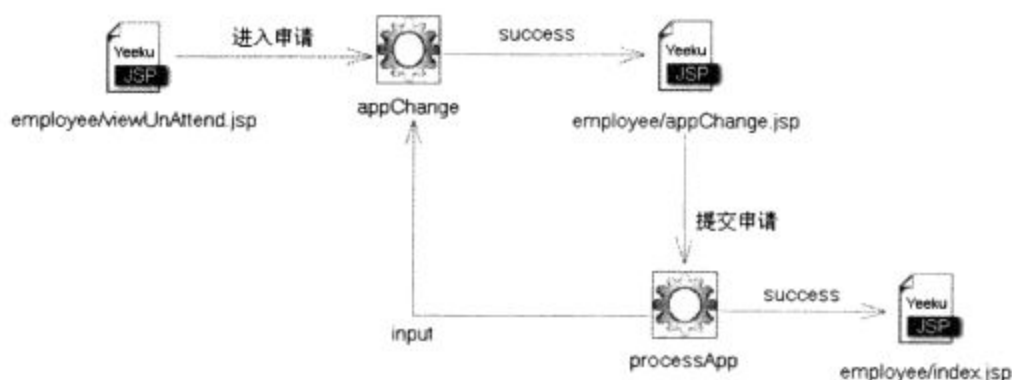 Yeeku
JSP
employee/viewUnAttend.jsp
进入申请
appChange
success
Yeeku
JSP
employee/appChange.jsp
提交申请
input
processApp
success
Yeeku
JSP
employee/index.jsp